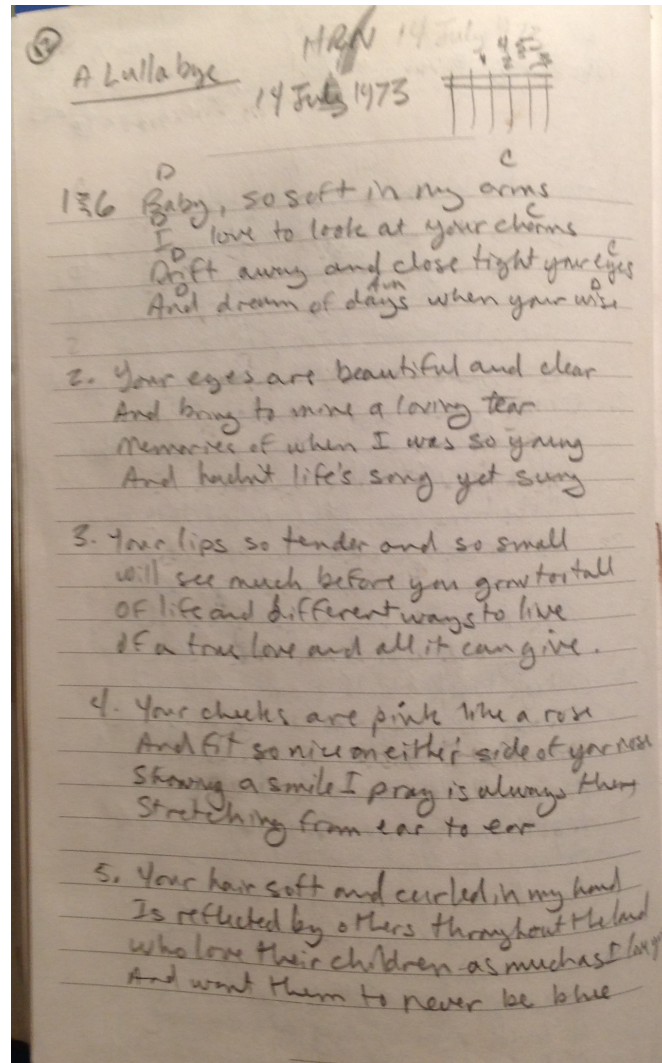 A Lullabye
MRN 14 July
14 July 1973
D C
1&6 Baby, so soft in my arms
D C
I love to look at your charms
D C
Drift away and close tight your eyes
D D
And dream of days when your wise
2. Your eyes are beautiful and clear
And bring to mine a loving tear
Memories of when I was so young
And hadn't life's song yet sung
3. Your lips so tender and so small
will see much before you grow too tall
Of life and different ways to live
Of a true love and all it can give.
4. Your cheeks are pink like a rose
And fit so nice on either side of your nose
Showing a smile I pray is always there
Stretching from ear to ear
5. Your hair soft and curled in my hand
Is reflected by others throughout the land
Who love their children as much as I love
And want them to never be blue